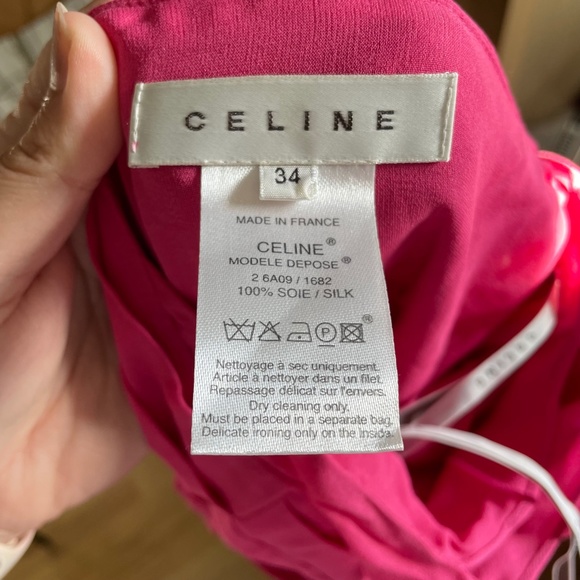 CELINE
34
MADE IN FRANCE
CELINE®
MODELE DEPOSE®
2 6A09 / 1682
100% SOIE / SILK
P
Nettoyage à sec uniquement.
Article à nettoyer dans un filet.
Repassage délicat sur l'envers.
Dry cleaning only.
Must be placed in a separate bag.
Delicate ironing only on the inside.